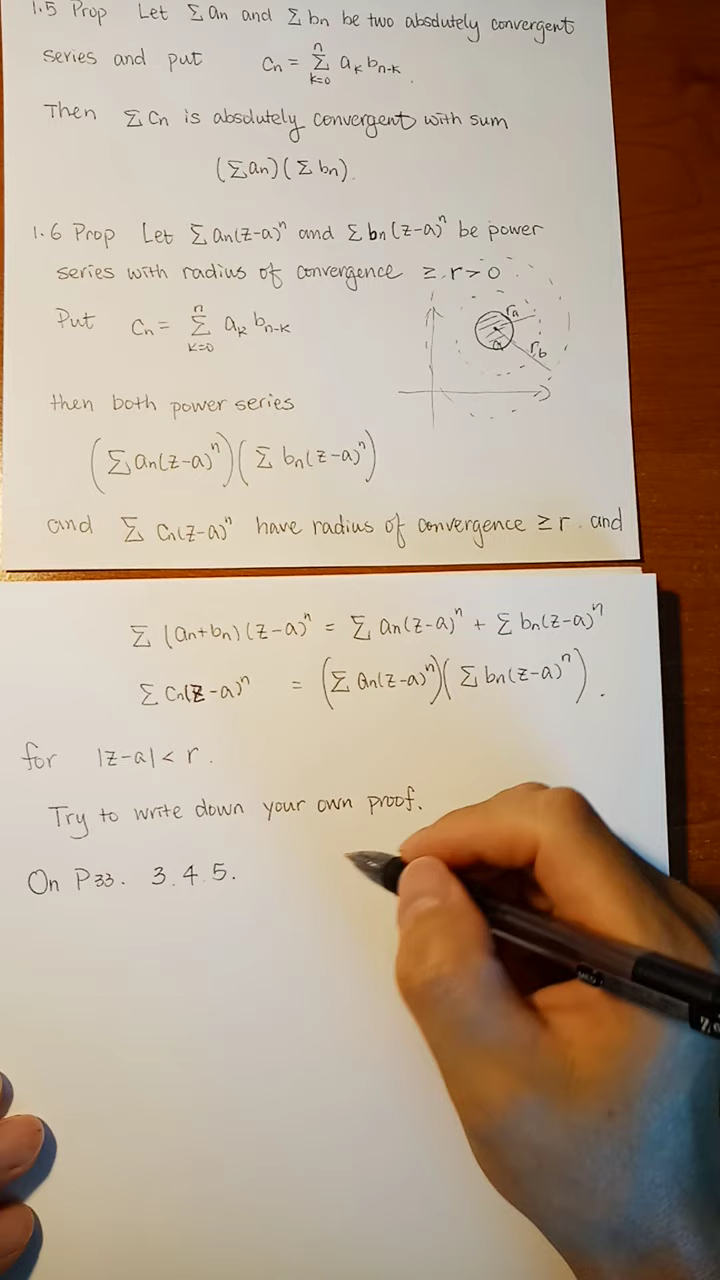 1.5 Prop Let Σ an and Σ bn be two absolutely convergent
series and put cn = Σ_{k=0}^{n} a_k b_{n-k}.
Then Σ Cn is absolutely convergent with sum
(Σ an)(Σ bn).
1.6 Prop Let Σ an(z-a)^n and Σ bn(z-a)^n be power
series with radius of convergence ≥ r > 0
Put cn = Σ_{k=0}^{n} a_k b_{n-k}
ra
a
rb
then both power series
(Σ an(z-a)^n)(Σ bn(z-a)^n)
and Σ cn(z-a)^n have radius of convergence ≥ r. and
Σ (an+bn)(z-a)^n = Σ an(z-a)^n + Σ bn(z-a)^n
Σ cn(z-a)^n = (Σ an(z-a)^n)(Σ bn(z-a)^n).
for |z-a| < r.
Try to write down your own proof.
On P33. 3.4.5.